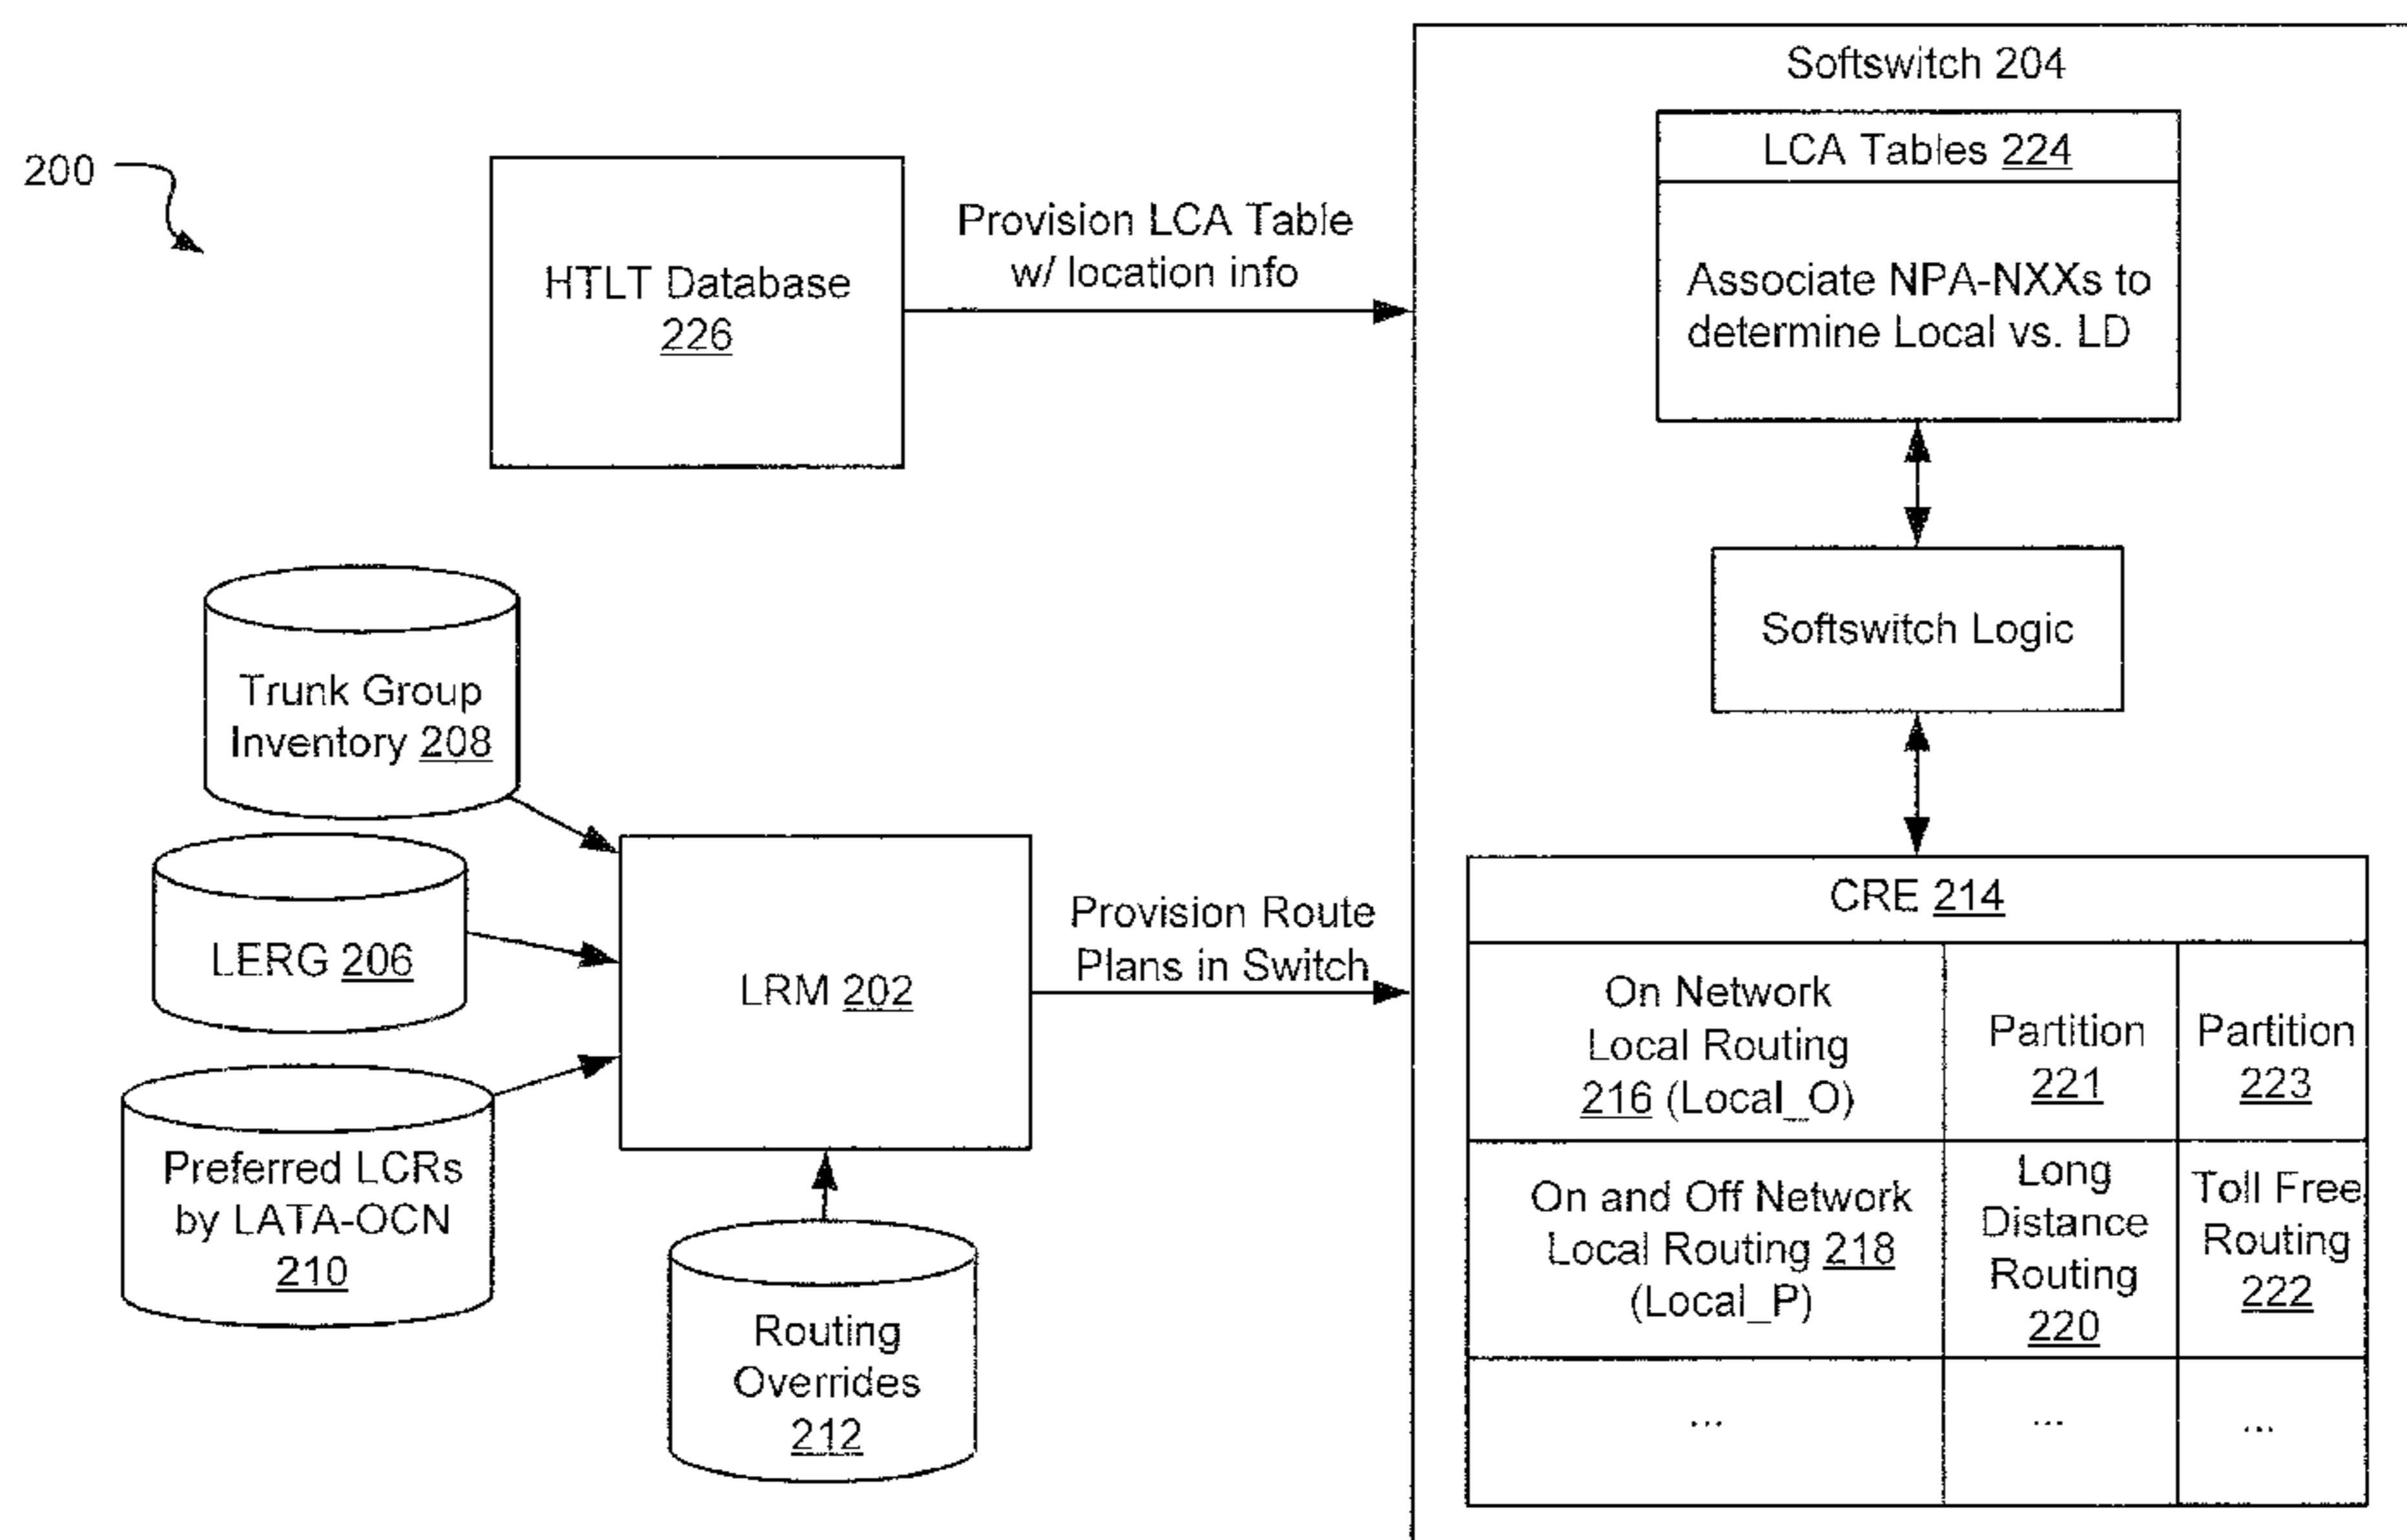 200
HTLT Database
226
Provision LCA Table
w/ location info
Softswitch 204
LCA Tables 224
Associate NPA-NXXs to
determine Local vs. LD
Softswitch Logic
Trunk Group
Inventory 208
LERG 206
Preferred LCRs
by LATA-OCN
210
LRM 202
Routing
Overrides
212
Provision Route
Plans in Switch
CRE 214
On Network
Local Routing
216 (Local_O)
Partition
221
Partition
223
On and Off Network
Local Routing 218
(Local_P)
Long
Distance
Routing
220
Toll Free
Routing
222
...
...
...